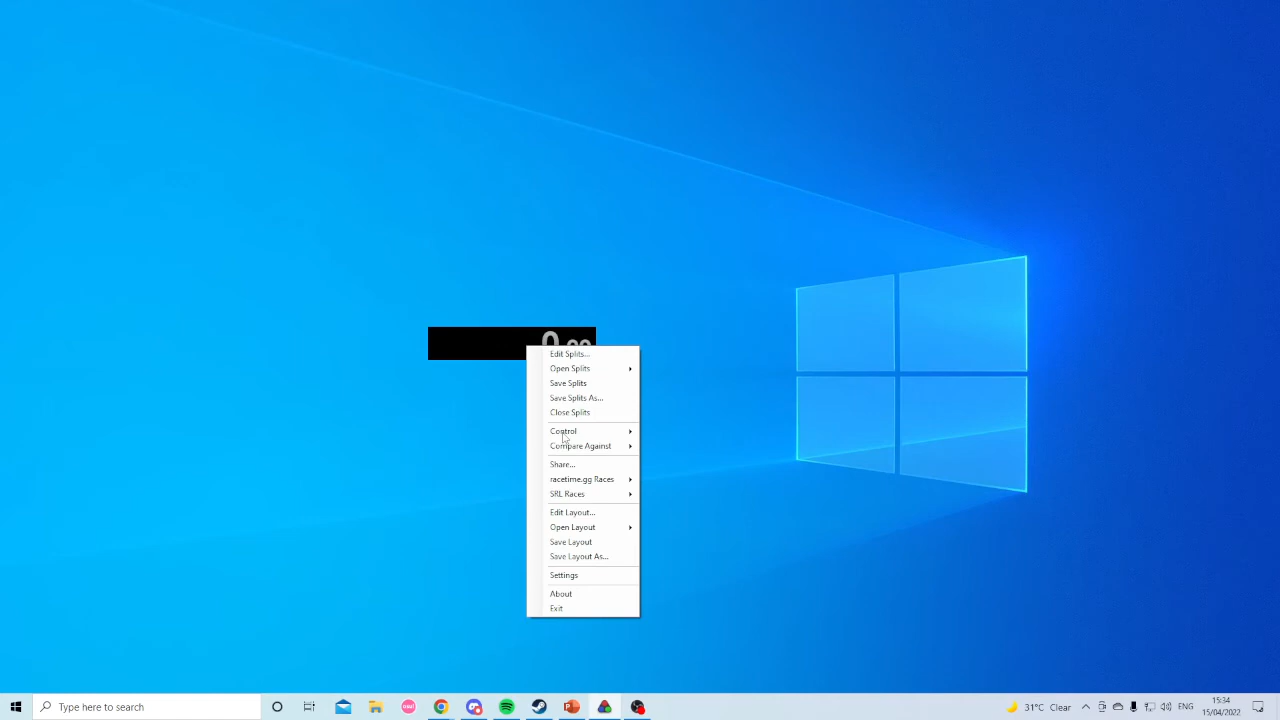 0.00
Edit Splits...
Open Splits
Save Splits
Save Splits As...
Close Splits
Control
Compare Against
Share...
racetime.gg Races
SRL Races
Edit Layout...
Open Layout
Save Layout
Save Layout As...
Settings
About
Exit
Type here to search
osu!
31°C Clear
ENG
15:34
15/04/2022